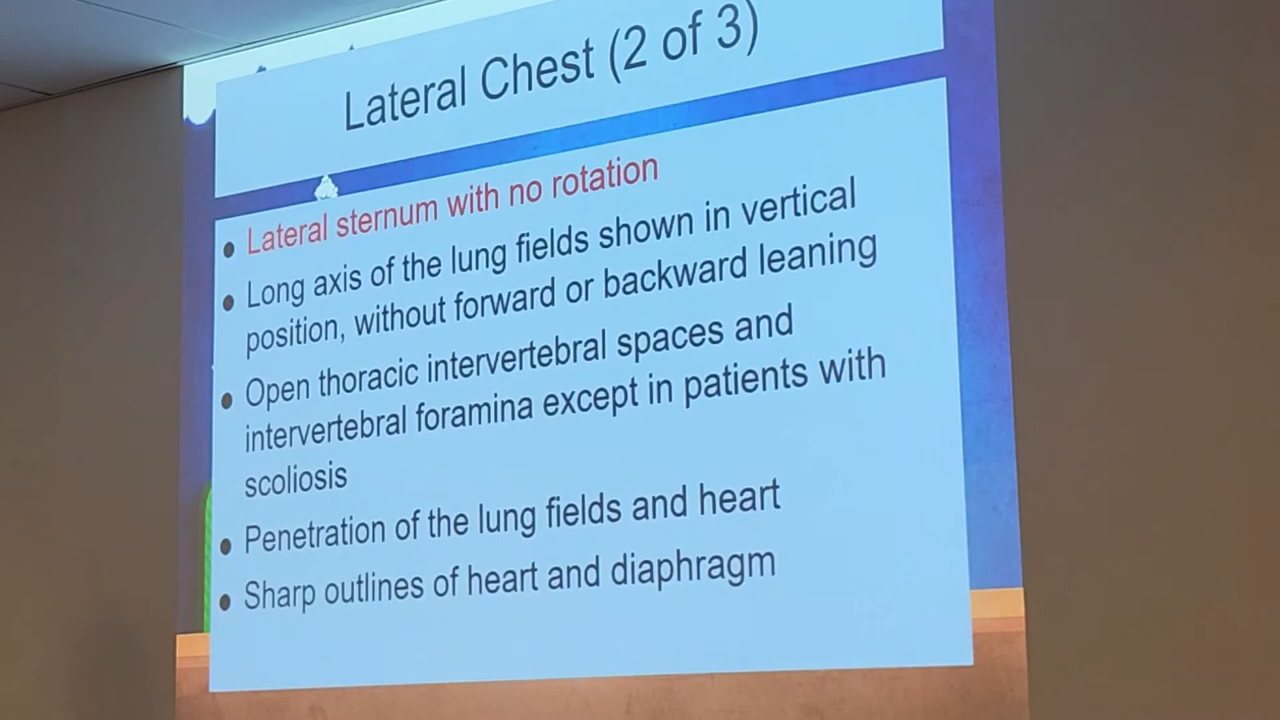 Lateral Chest (2 of 3)
• Lateral sternum with no rotation
• Long axis of the lung fields shown in vertical
position, without forward or backward leaning
• Open thoracic intervertebral spaces and
intervertebral foramina except in patients with
scoliosis
• Penetration of the lung fields and heart
• Sharp outlines of heart and diaphragm